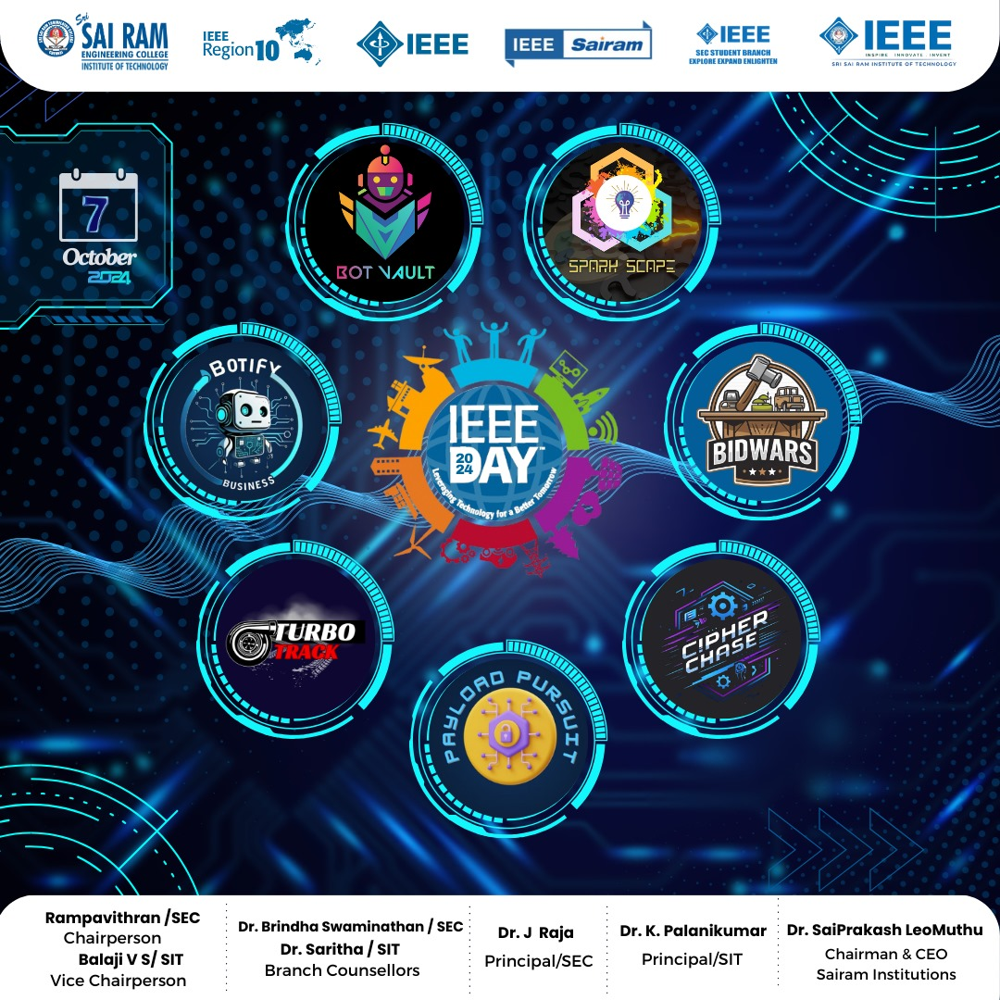 Sri
SAI RAM
ENGINEERING COLLEGE
INSTITUTE OF TECHNOLOGY
IEEE
Region 10
IEEE
IEEE Sairam
IEEE
SEC STUDENT BRANCH
EXPLORE EXPAND ENLIGHTEN
IEEE
INSPIRE INNOVATE INVENT
SRI SAI RAM INSTITUTE OF TECHNOLOGY
7
October
2024
BOT VAULT
SPARK SCAPE
BOTIFY
BUSINESS
IEEE
DAY™
20
24
Leveraging Technology for a Better Tomorrow
BIDWARS
TURBO
TRACK
CIPHER
CHASE
PAYLOAD PURSUIT
Rampavithran /SEC
Chairperson
Balaji V S/ SIT
Vice Chairperson
Dr. Brindha Swaminathan / SEC
Dr. Saritha / SIT
Branch Counsellors
Dr. J Raja
Principal/SEC
Dr. K. Palanikumar
Principal/SIT
Dr. SaiPrakash LeoMuthu
Chairman & CEO
Sairam Institutions